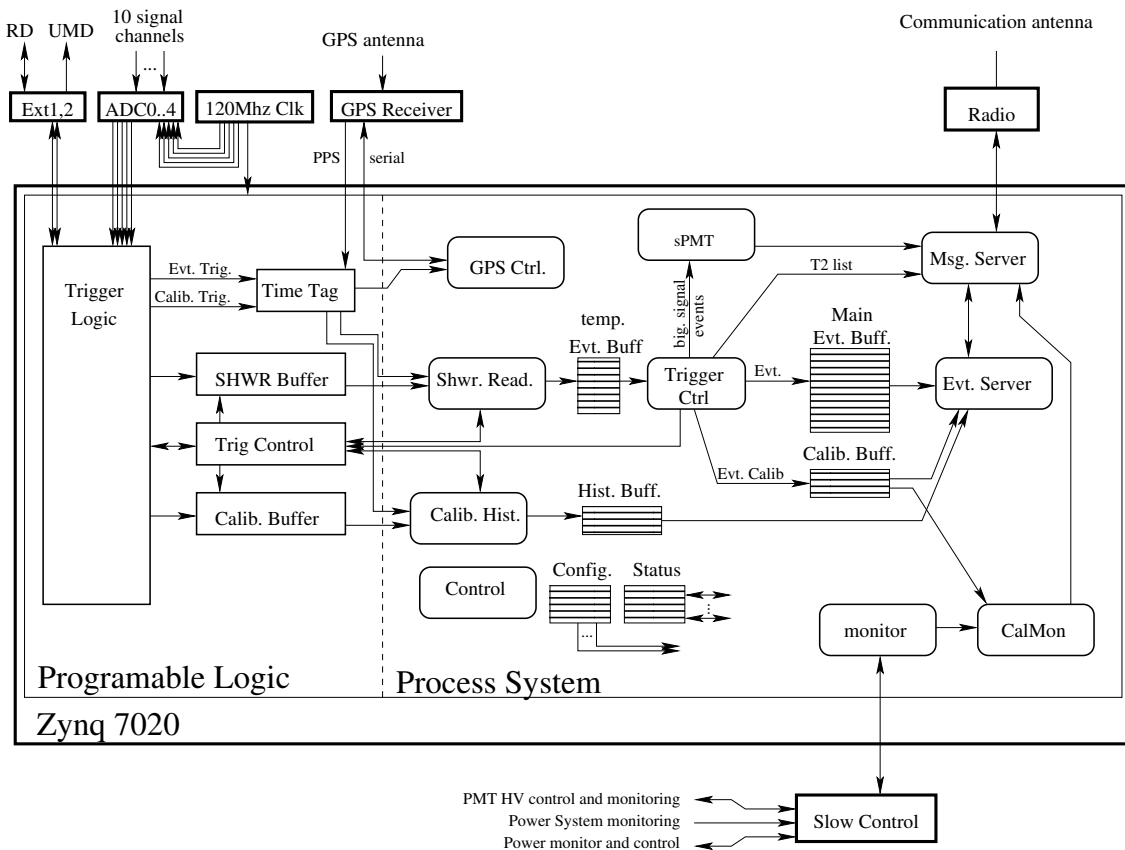 RD
UMD
10 signal
channels
...
GPS antenna
Communication antenna
Ext1,2
ADC0..4
120Mhz Clk
GPS Receiver
Radio
PPS
serial
sPMT
Msg. Server
GPS Ctrl.
T2 list
Evt. Trig.
Calib. Trig.
Time Tag
Trigger
Logic
big. signal
events
temp.
Evt. Buff
Main
Evt. Buff.
SHWR Buffer
Shwr. Read.
Trigger
Ctrl
Evt.
Evt. Server
Trig Control
Calib. Buff.
Evt. Calib
Hist. Buff.
Calib. Buffer
Calib. Hist.
Control
Config.
Status
...
...
monitor
CalMon
Programable Logic
Process System
Zynq 7020
PMT HV control and monitoring
Power System monitoring
Power monitor and control
Slow Control